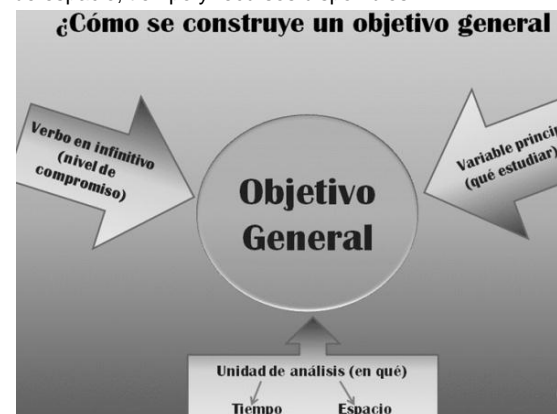 ¿Cómo se construye un objetivo general
Verbo en infinitivo
(nivel de
compromiso)
Variable
(qué estudiar)
Objetivo
General
Unidad de análisis (en qué)
Tiempo Espacio